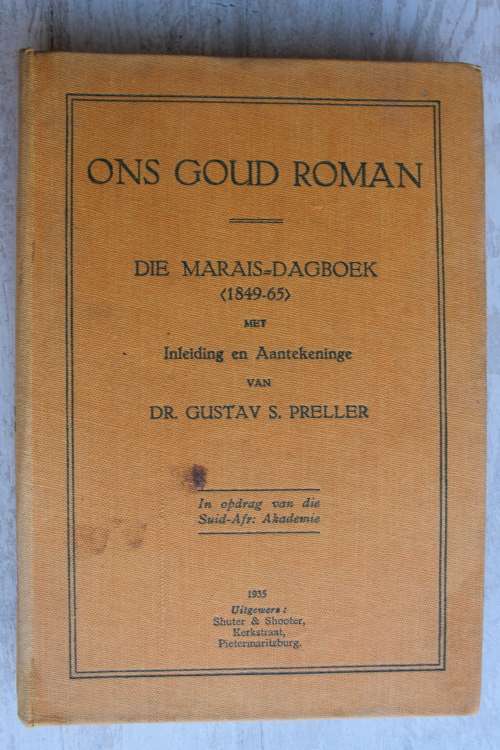 ONS GOUD ROMAN
DIE MARAIS=DAGBOEK
(1849-65)
MET
Inleiding en Aantekeninge
VAN
DR. GUSTAV S. PRELLER
In opdrag van die
Suid-Afr: Akademie
1935
Uitgewers:
Shuter & Shooter,
Kerkstraat,
Pietermaritzburg.